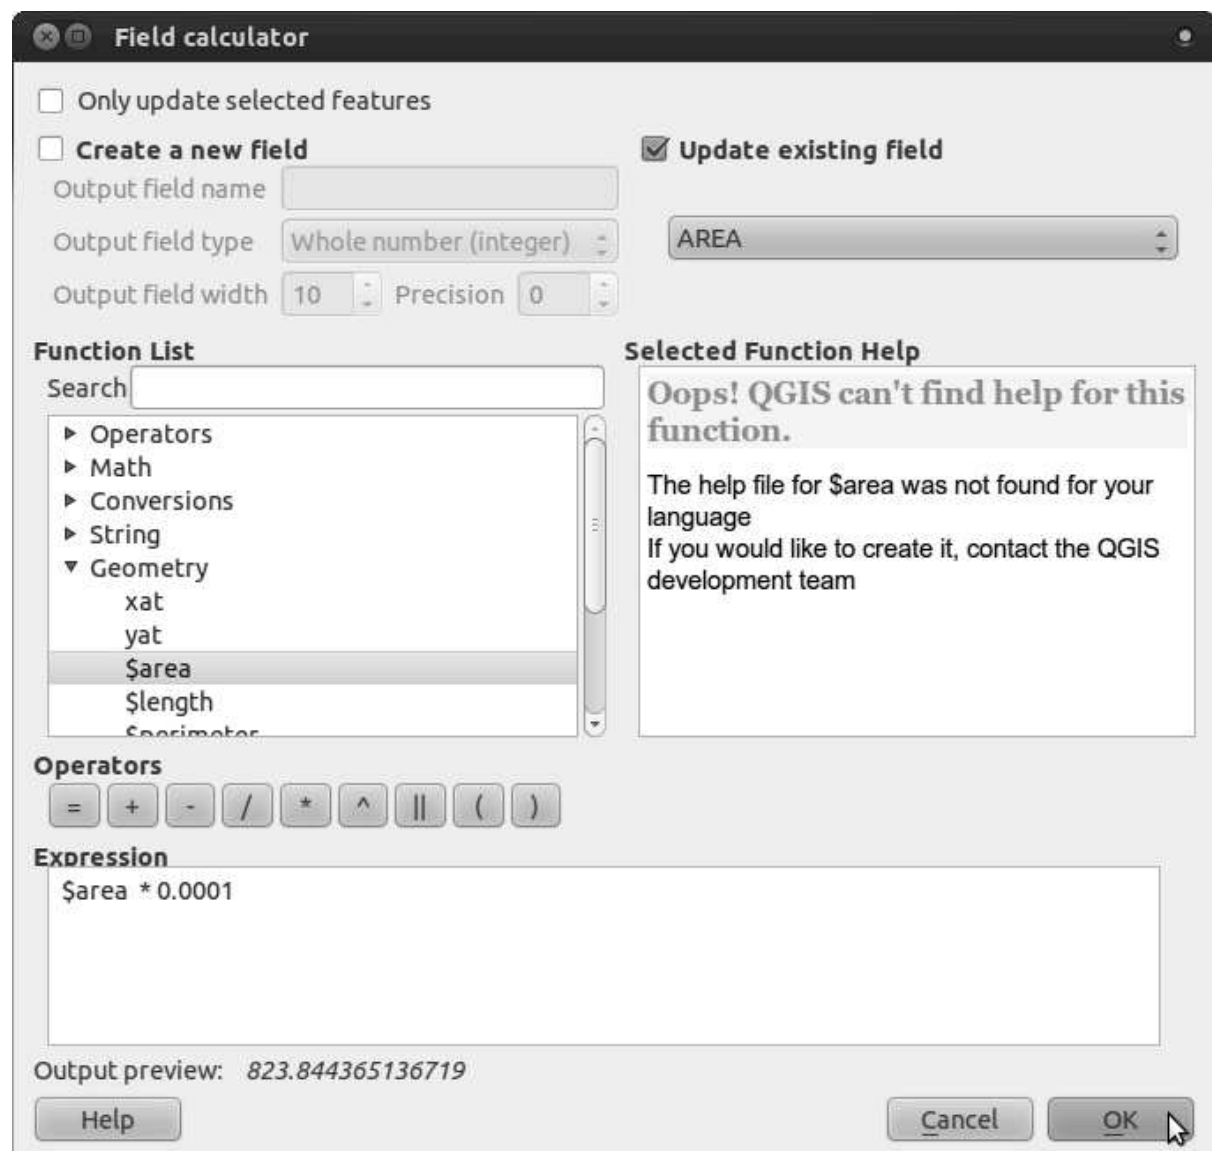 Field calculator
Only update selected features
Create a new field
Update existing field
Output field name
Output field type Whole number (integer)
AREA
Output field width 10 Precision 0
Function List
Selected Function Help
Search
Oops! QGIS can't find help for this
function.
Operators
Math
Conversions
String
Geometry
xat
yat
$area
$length
$perimeter
The help file for $area was not found for your
language
If you would like to create it, contact the QGIS
development team
Operators
= + - / * ^ || ( )
Expression
$area * 0.0001
Output preview: 823.844365136719
Help
Cancel
OK